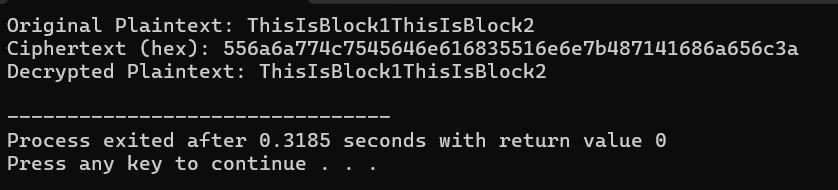 Original Plaintext: ThisIsBlock1ThisIsBlock2
Ciphertext (hex): 556a6a774c7545646e616835516e6e7b487141686a656c3a
Decrypted Plaintext: ThisIsBlock1ThisIsBlock2
--------------------------------
Process exited after 0.3185 seconds with return value 0
Press any key to continue . . .